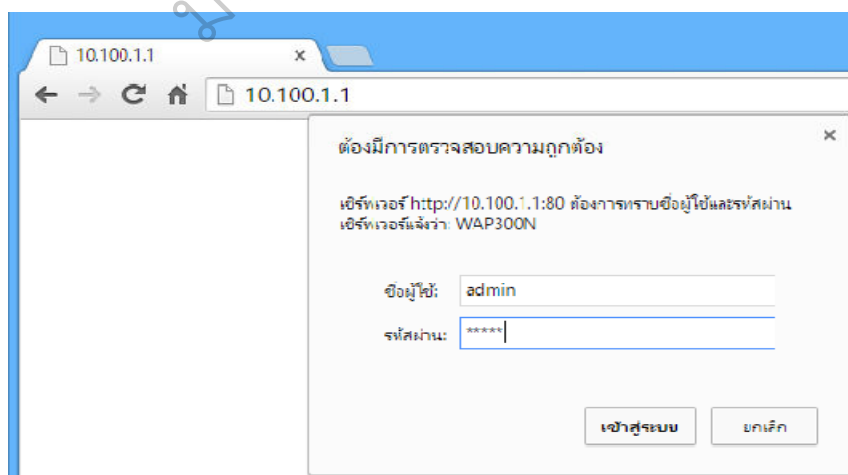 10.100.1.1
10.100.1.1
ต้องมีการตรวจสอบความถูกต้อง
เซิร์ฟเวอร์ http://10.100.1.1:80 ต้องการทราบชื่อผู้ใช้และรหัสผ่าน
เซิร์ฟเวอร์แจ้งว่า: WAP300N
ชื่อผู้ใช้: admin
รหัสผ่าน: *****
เข้าสู่ระบบ ยกเลิก